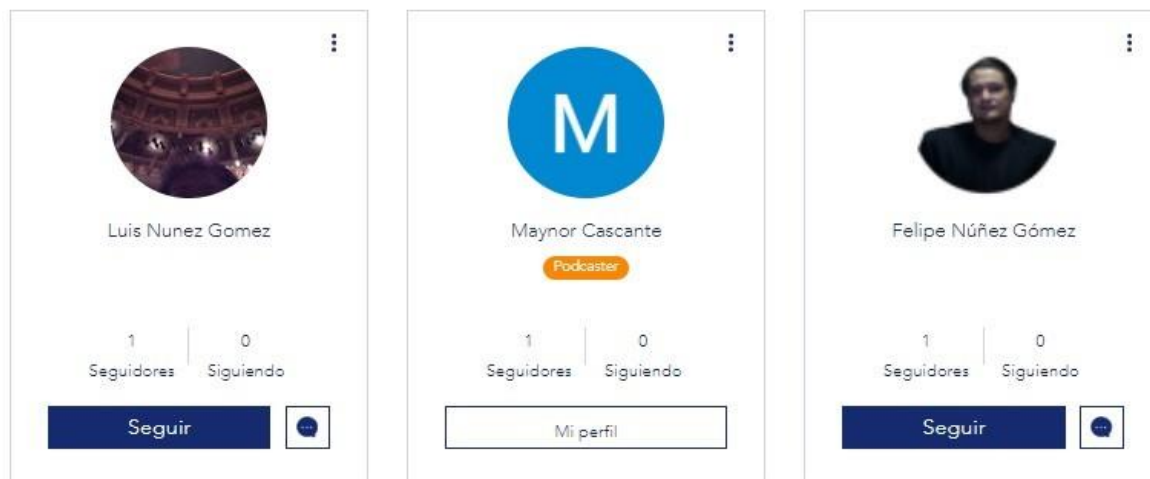 M
Luis Nunez Gomez
1 0
Seguidores Siguiendo
Seguir
Maynor Cascante
Podcaster
1 0
Seguidores Siguiendo
Mi perfil
Felipe Núñez Gómez
1 0
Seguidores Siguiendo
Seguir